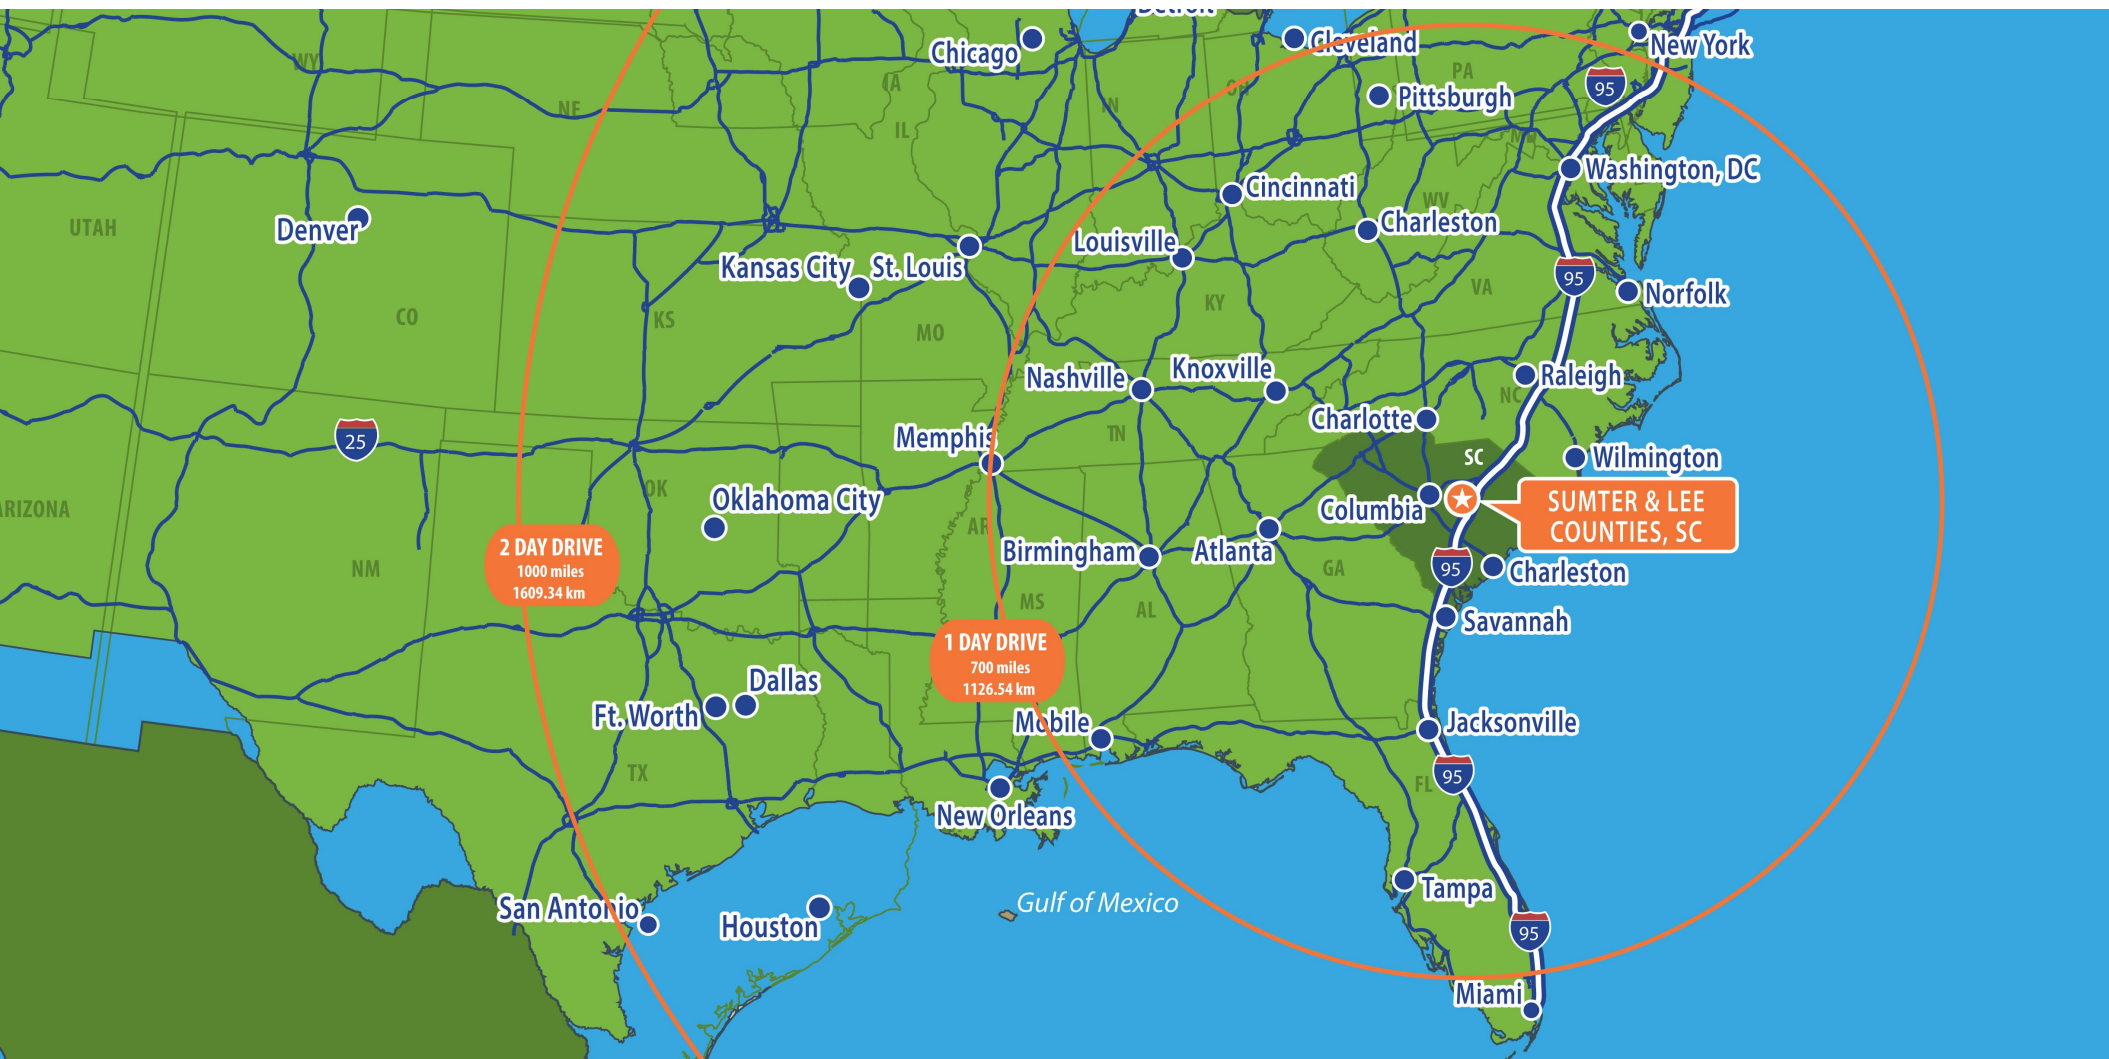 Detroit
Chicago
Cleveland
New York
WY
IA
PA
95
NE
IN
OH
Pittsburgh
IL
MD
Washington, DC
Cincinnati
UTAH
Denver
WV
Charleston
Louisville
Kansas City
St. Louis
95
VA
Norfolk
CO
KS
KY
MO
Nashville
Knoxville
Raleigh
NC
25
Memphis
TN
Charlotte
SC
Wilmington
ARIZONA
OK
Oklahoma City
AR
Columbia
SUMTER & LEE
COUNTIES, SC
NM
2 DAY DRIVE
1000 miles
1609.34 km
Birmingham
Atlanta
GA
95
Charleston
MS
AL
Savannah
1 DAY DRIVE
700 miles
1126.54 km
Ft. Worth
Dallas
Mobile
Jacksonville
TX
FL
95
New Orleans
San Antonio
Houston
Gulf of Mexico
Tampa
95
Miami